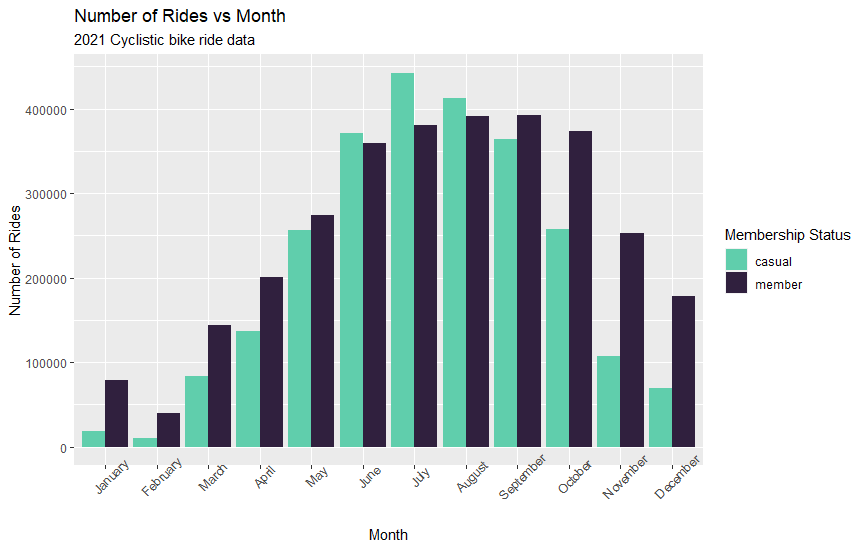 Number of Rides vs Month
2021 Cyclistic bike ride data
Number of Rides
400000
300000
200000
100000
0
January
February
March
April
May
June
July
August
September
October
November
December
Month
Membership Status
casual
member